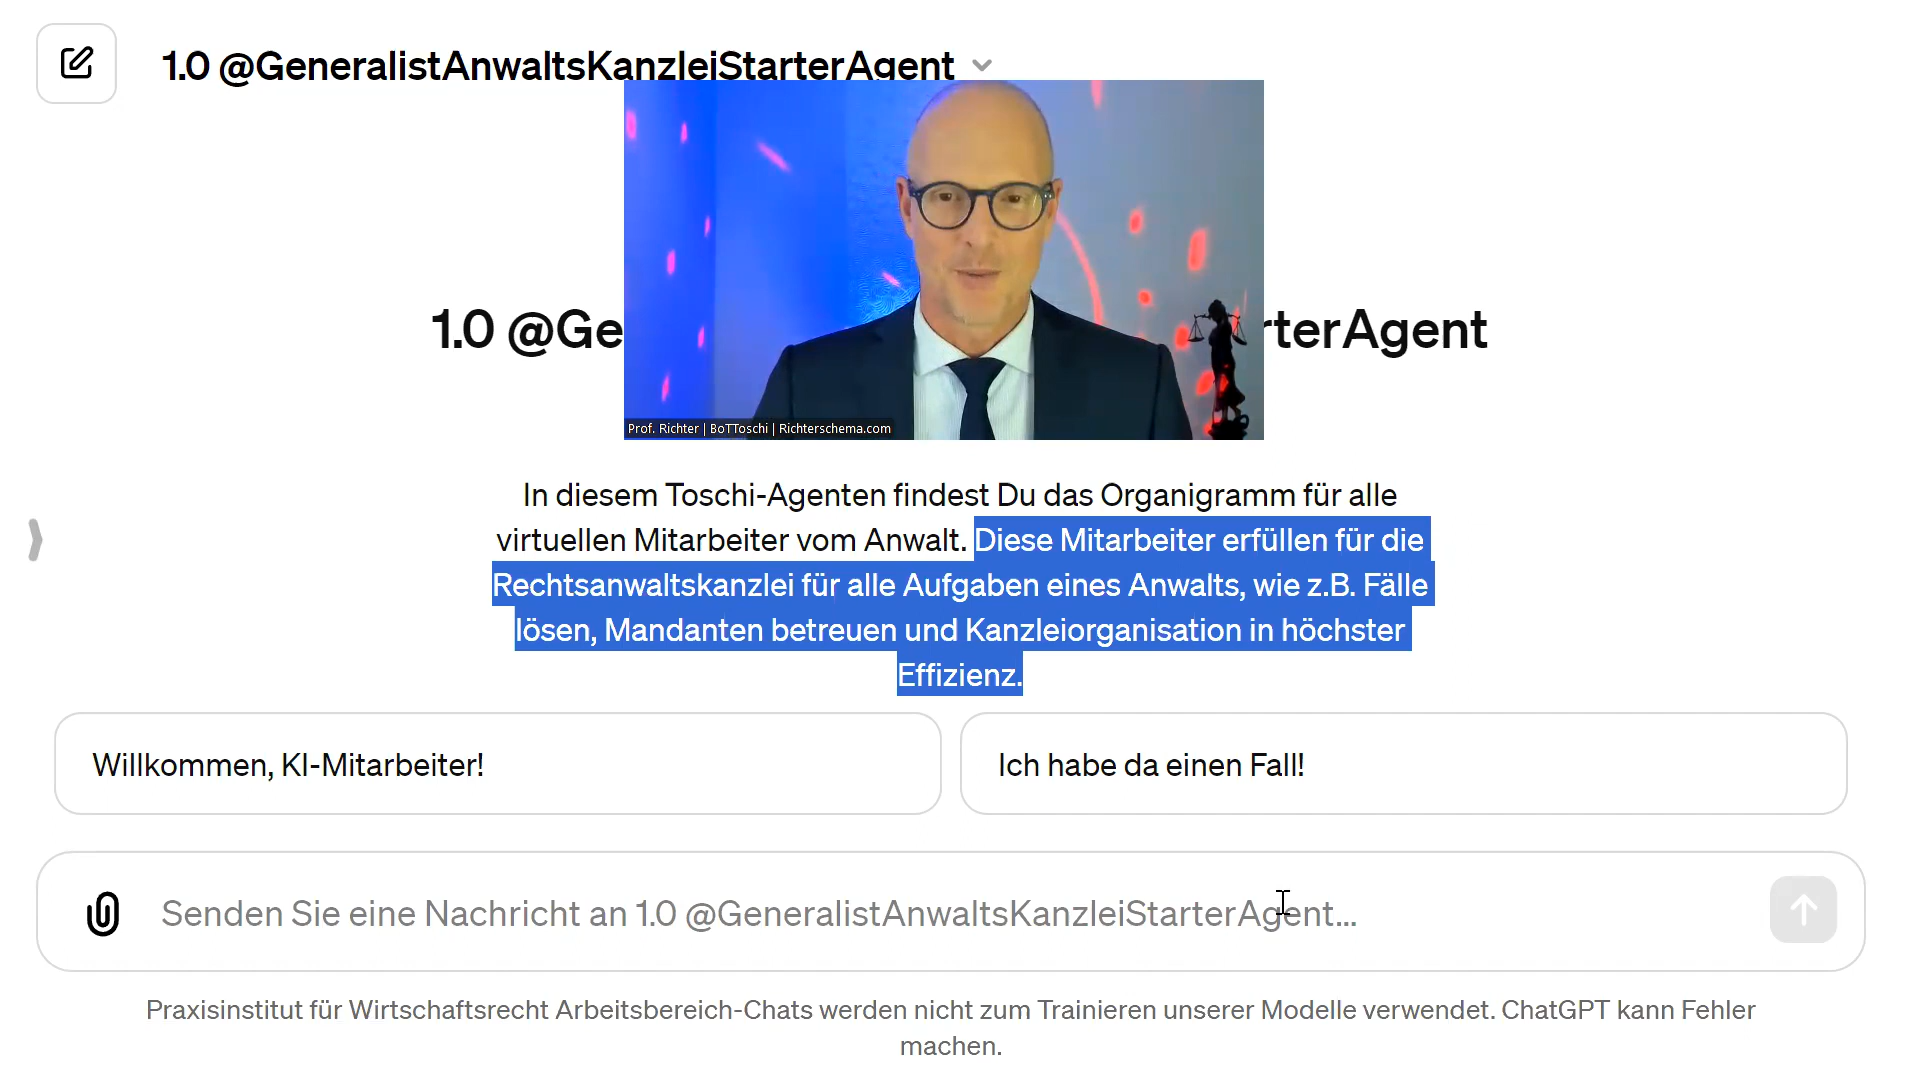 1.0 @GeneralistAnwaltsKanzleiStarterAgent
Prof. Richter | BoTToschi | Richterschema.com
1.0 @Ge rterAgent
In diesem Toschi-Agenten findest Du das Organigramm für alle
virtuellen Mitarbeiter vom Anwalt. Diese Mitarbeiter erfüllen für die
Rechtsanwaltskanzlei für alle Aufgaben eines Anwalts, wie z.B. Fälle
lösen, Mandanten betreuen und Kanzleiorganisation in höchster
Effizienz.
Willkommen, KI-Mitarbeiter!
Ich habe da einen Fall!
Senden Sie eine Nachricht an 1.0 @GeneralistAnwaltsKanzleiStarterAgent...
Praxisinstitut für Wirtschaftsrecht Arbeitsbereich-Chats werden nicht zum Trainieren unserer Modelle verwendet. ChatGPT kann Fehler
machen.